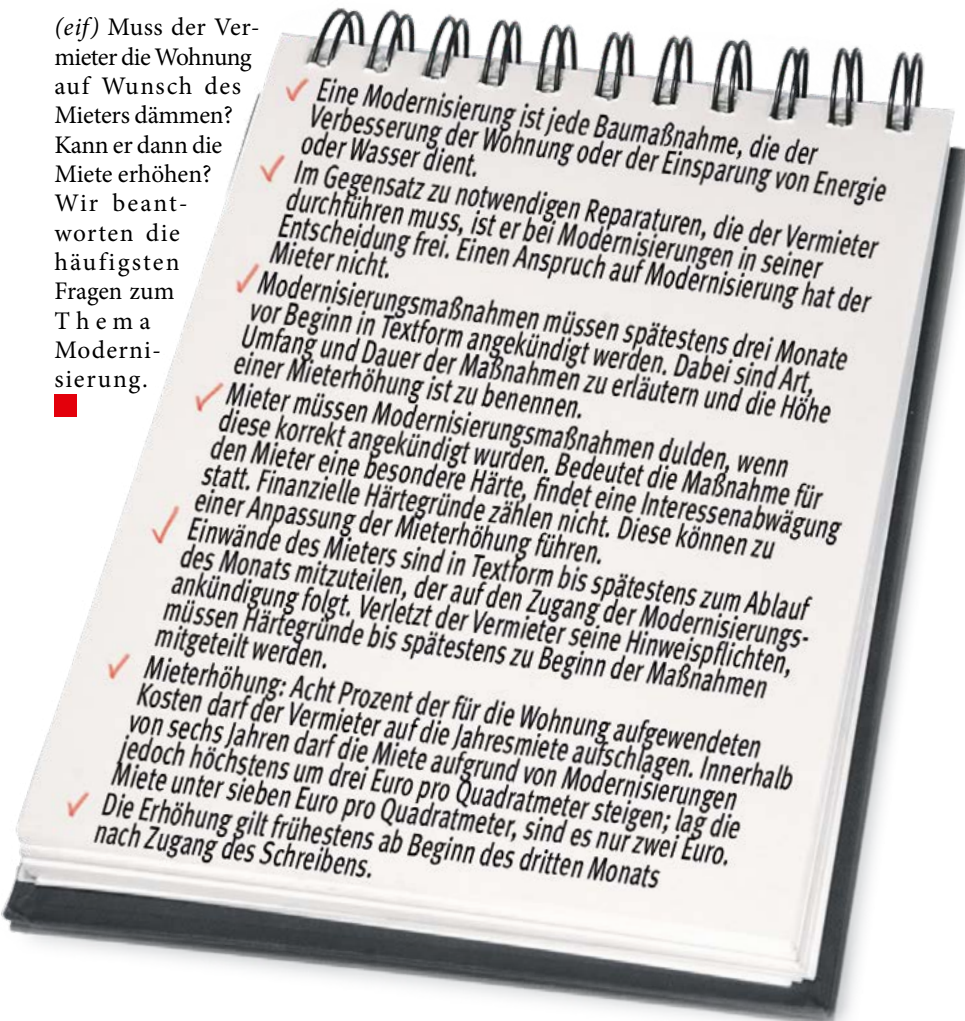 (eif) Muss der Ver-
mieter die Wohnung
auf Wunsch des
Mieters dämmen?
Kann er dann die
Miete erhöhen?
Wir beant-
worten die
häufigsten
Fragen zum
Thema
Moderni-
sierung.
Eine Modernisierung ist jede Baumaßnahme, die der
Verbesserung der Wohnung oder der Einsparung von Energie
oder Wasser dient.
Im Gegensatz zu notwendigen Reparaturen, die der Vermieter
durchführen muss, ist er bei Modernisierungen in seiner
Entscheidung frei. Einen Anspruch auf Modernisierung hat der
Mieter nicht.
Modernisierungsmaßnahmen müssen spätestens drei Monate
vor Beginn in Textform angekündigt werden. Dabei sind Art,
Umfang und Dauer der Maßnahmen zu erläutern und die Höhe
einer Mieterhöhung ist zu benennen.
Mieter müssen Modernisierungsmaßnahmen dulden, wenn
diese korrekt angekündigt wurden. Bedeutet die Maßnahme für
den Mieter eine besondere Härte, findet eine Interessenabwägung
statt. Finanzielle Härtegründe zählen nicht. Diese können zu
einer Anpassung der Mieterhöhung führen.
Einwände des Mieters sind in Textform bis spätestens zum Ablauf
des Monats mitzuteilen, der auf den Zugang der Modernisierungs-
ankündigung folgt. Verletzt der Vermieter seine Hinweispflichten,
müssen Härtegründe bis spätestens zu Beginn der Maßnahmen
mitgeteilt werden.
Mieterhöhung: Acht Prozent der für die Wohnung aufgewendeten
Kosten darf der Vermieter auf die Jahresmiete aufschlagen. Innerhalb
von sechs Jahren darf die Miete aufgrund von Modernisierungen
jedoch höchstens um drei Euro pro Quadratmeter steigen; lag die
Miete unter sieben Euro pro Quadratmeter, sind es nur zwei Euro.
Die Erhöhung gilt frühestens ab Beginn des dritten Monats
nach Zugang des Schreibens.